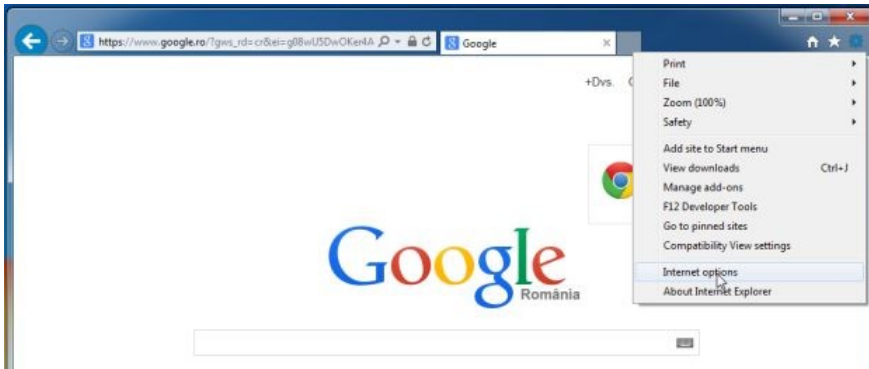 https://www.google.ro/?gws_rd=cr&ei=g08wU5DwOKer4A
Google
+Dvs.
Print
File
Zoom (100%)
Safety
Add site to Start menu
View downloads Ctrl+J
Manage add-ons
F12 Developer Tools
Go to pinned sites
Compatibility View settings
Internet options
About Internet Explorer
Google
România